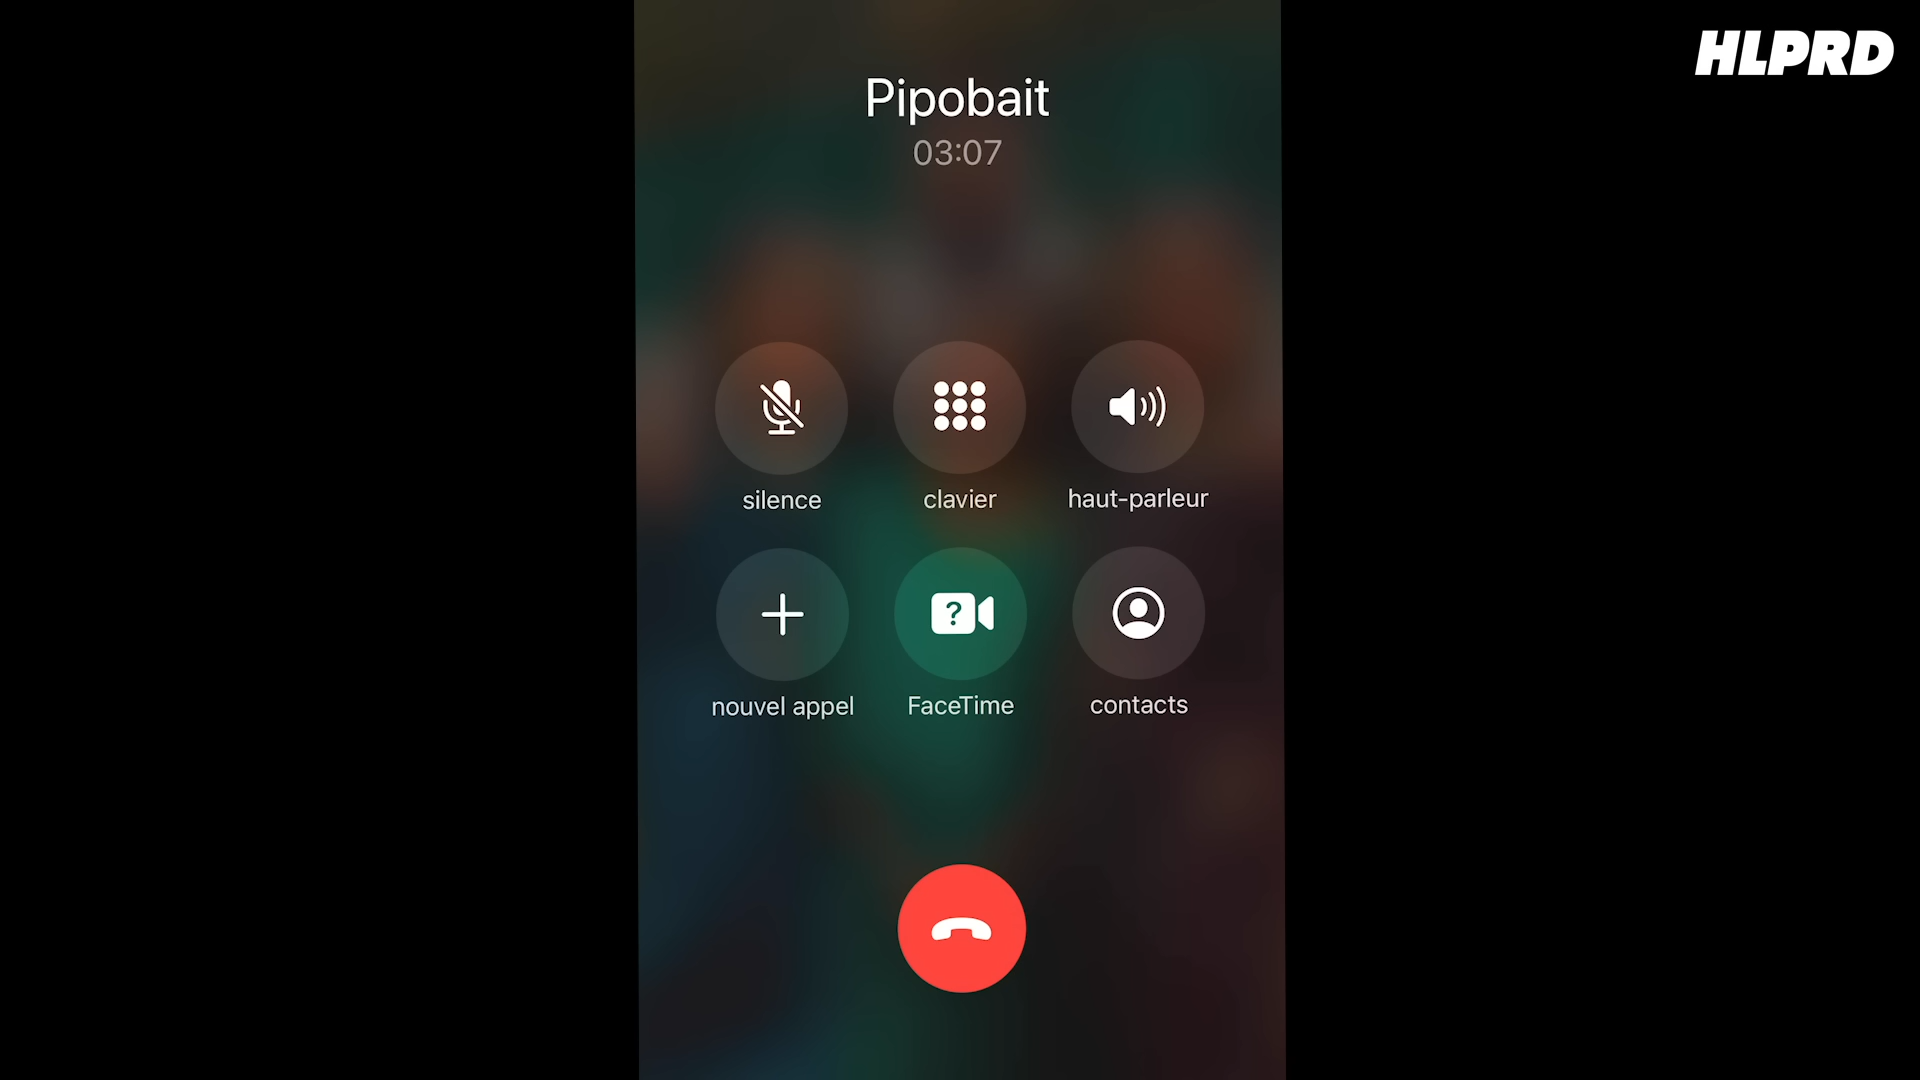 HLPRD
Pipobait
03:07
silence
clavier
haut-parleur
?
nouvel appel
FaceTime
contacts